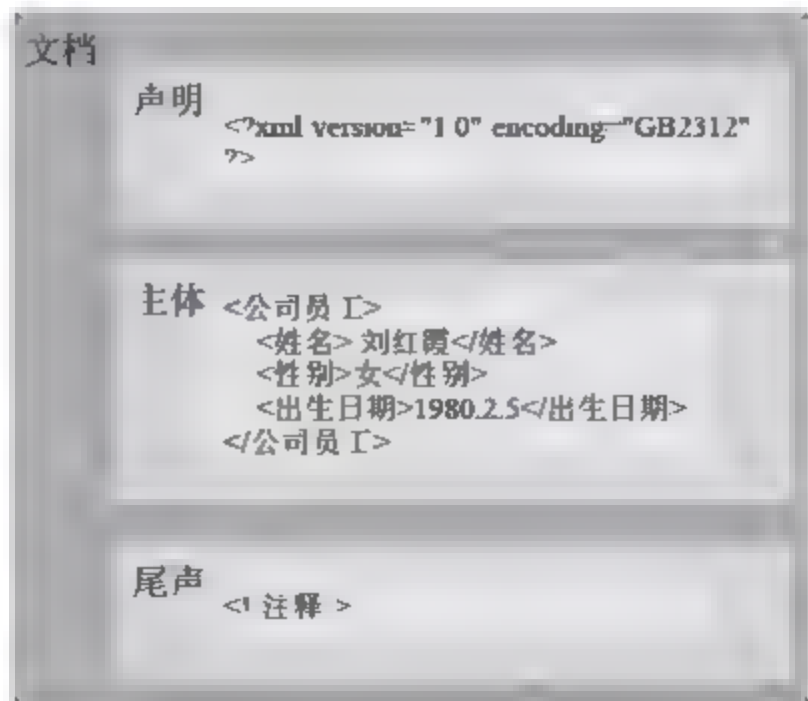 文档
声明
<?xml version="1 0" encoding="GB2312"
?>
主体
<公司员工>
<姓名> 刘红霞</姓名>
<性别>女</性别>
<出生日期>1980.2.5</出生日期>
</公司员工>
尾声
<! 注释 >